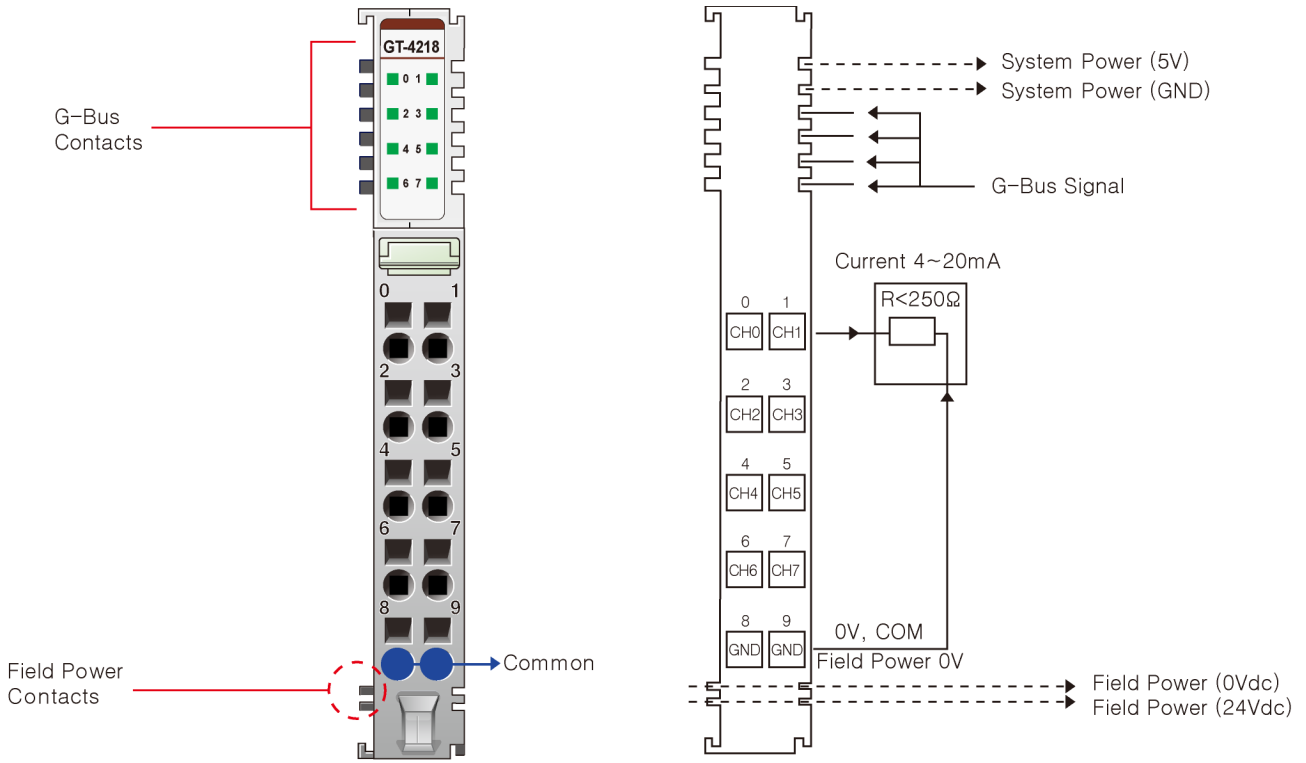 GT-4218
0 1
2 3
4 5
6 7
G-Bus
Contacts
0 1
2 3
4 5
6 7
8 9
Common
Field Power
Contacts
System Power (5V)
System Power (GND)
G-Bus Signal
Current 4~20mA
R<250Ω
0 1
CH0 CH1
2 3
CH2 CH3
4 5
CH4 CH5
6 7
CH6 CH7
8 9
GND GND
0V, COM
Field Power 0V
Field Power (0Vdc)
Field Power (24Vdc)